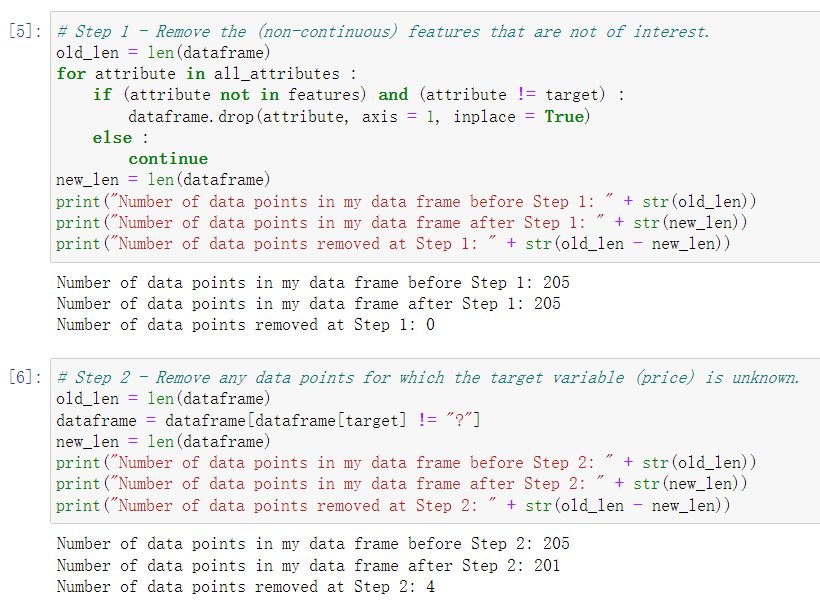 [5]: # Step 1 - Remove the (non-continuous) features that are not of interest.
old_len = len(dataframe)
for attribute in all_attributes :
    if (attribute not in features) and (attribute != target) :
        dataframe.drop(attribute, axis = 1, inplace = True)
    else :
        continue
new_len = len(dataframe)
print("Number of data points in my data frame before Step 1: " + str(old_len))
print("Number of data points in my data frame after Step 1: " + str(new_len))
print("Number of data points removed at Step 1: " + str(old_len - new_len))
Number of data points in my data frame before Step 1: 205
Number of data points in my data frame after Step 1: 205
Number of data points removed at Step 1: 0
[6]: # Step 2 - Remove any data points for which the target variable (price) is unknown.
old_len = len(dataframe)
dataframe = dataframe[dataframe[target] != "?"]
new_len = len(dataframe)
print("Number of data points in my data frame before Step 2: " + str(old_len))
print("Number of data points in my data frame after Step 2: " + str(new_len))
print("Number of data points removed at Step 2: " + str(old_len - new_len))
Number of data points in my data frame before Step 2: 205
Number of data points in my data frame after Step 2: 201
Number of data points removed at Step 2: 4